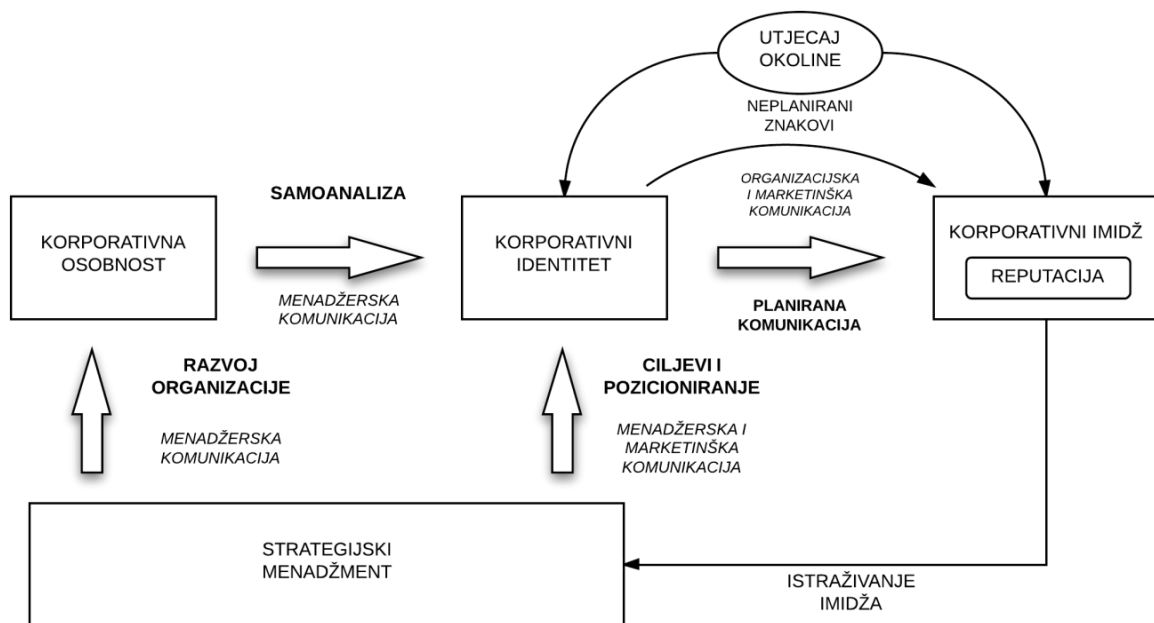 UTJECAJ
OKOLINE
NEPLANIRANI
ZNAKOVI
SAMOANALIZA
ORGANIZACIJSKA
I MARKETINŠKA
KOMUNIKACIJA
KORPORATIVNA
OSOBNOST
KORPORATIVNI
IDENTITET
KORPORATIVNI IMIDŽ
REPUTACIJA
MENADŽERSKA
KOMUNIKACIJA
PLANIRANA
KOMUNIKACIJA
RAZVOJ
ORGANIZACIJE
CILJEVI I
POZICIONIRANJE
MENADŽERSKA
KOMUNIKACIJA
MENADŽERSKA I
MARKETINŠKA
KOMUNIKACIJA
STRATEGIJSKI
MENADŽMENT
ISTRAŽIVANJE
IMIDŽA